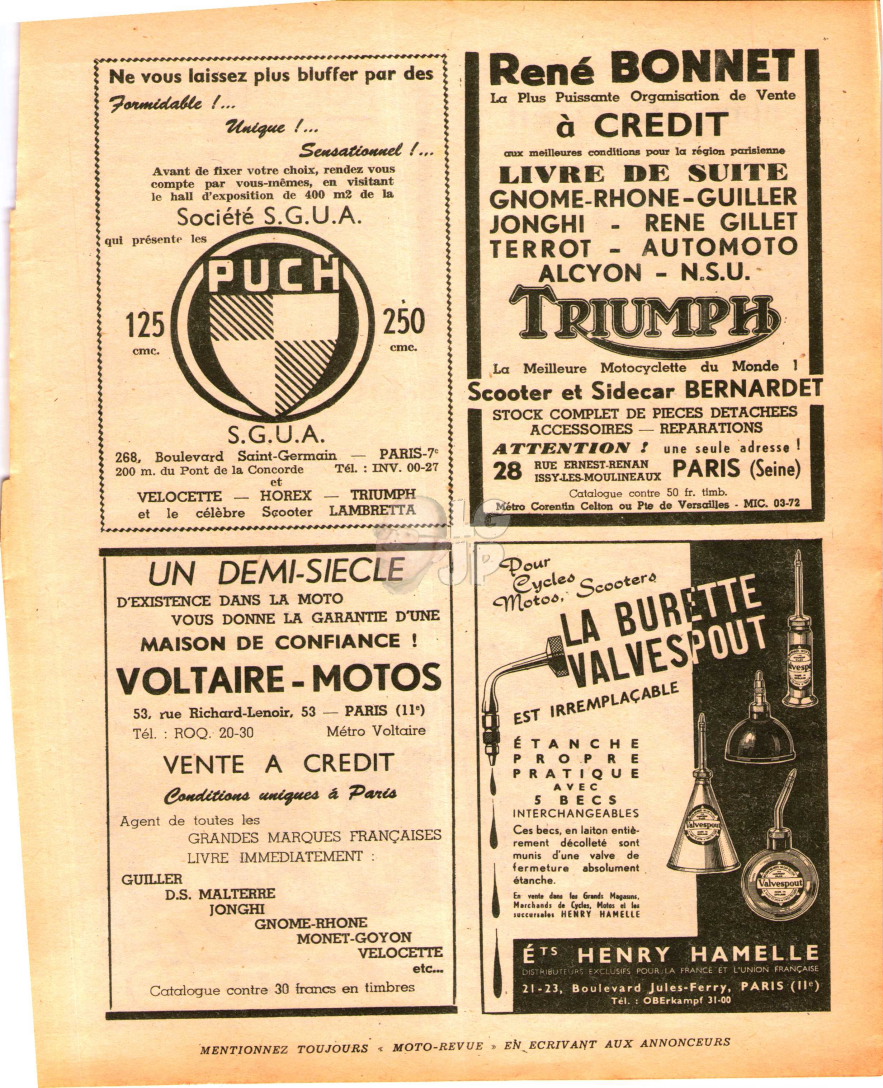 Ne vous laissez plus bluffer par des
Formidable !...
Unique !...
Sensationnel !...
Avant de fixer votre choix, rendez vous
compte par vous-mêmes, en visitant
le hall d'exposition de 400 m2 de la
Société S.G.U.A.
qui présente les
PUCH
125
cmc.
250
cmc.
S.G.U.A.
268, Boulevard Saint-Germain — PARIS-7e
200 m. du Pont de la Concorde Tél. : INV. 00-27
et
VELOCETTE — HOREX — TRIUMPH
et le célèbre Scooter LAMBRETTA
René BONNET
La Plus Puissante Organisation de Vente
à CREDIT
aux meilleures conditions pour la région parisienne
LIVRE DE SUITE
GNOME-RHONE-GUILLER
JONGHI - RENE GILLET
TERROT - AUTOMOTO
ALCYON - N.S.U.
TRIUMPH
La Meilleure Motocyclette du Monde !
Scooter et Sidecar BERNARDET
STOCK COMPLET DE PIECES DETACHEES
ACCESSOIRES — REPARATIONS
ATTENTION ! une seule adresse !
28 RUE ERNEST-RENAN
ISSY-LES-MOULINEAUX PARIS (Seine)
Catalogue contre 50 fr. timb.
Métro Corentin Celton ou Pte de Versailles - MIC. 03-72
LG
JP
UN DEMI-SIECLE
D'EXISTENCE DANS LA MOTO
VOUS DONNE LA GARANTIE D'UNE
MAISON DE CONFIANCE !
VOLTAIRE - MOTOS
53, rue Richard-Lenoir, 53 — PARIS (11e)
Tél. : ROQ. 20-30 Métro Voltaire
VENTE A CREDIT
Conditions uniques á Paris
Agent de toutes les
GRANDES MARQUES FRANÇAISES
LIVRE IMMEDIATEMENT :
GUILLER
D.S. MALTERRE
JONGHI
GNOME-RHONE
MONET-GOYON
VELOCETTE
etc...
Catalogue contre 30 francs en timbres
Pour
Cycles
Motos, Scooters
LA BURETTE
VALVESPOUT
EST IRREMPLAÇABLE
ÉTANCHE
PROPRE
PRATIQUE
AVEC
5 BECS
INTERCHANGEABLES
Ces becs, en laiton entiè-
rement décolleté sont
munis d'une valve de
fermeture absolument
étanche.
En vente dans les Grands Magasins,
Marchands de Cycles, Motos et les
succursales HENRY HAMELLE
Valvespout
Valvespout
ÉTS HENRY HAMELLE
DISTRIBUTEURS EXCLUSIFS POUR LA FRANCE ET L'UNION FRANÇAISE
21-23, Boulevard Jules-Ferry, PARIS (11e)
Tél. : OBErkampf 31-00
MENTIONNEZ TOUJOURS « MOTO-REVUE » EN ECRIVANT AUX ANNONCEURS